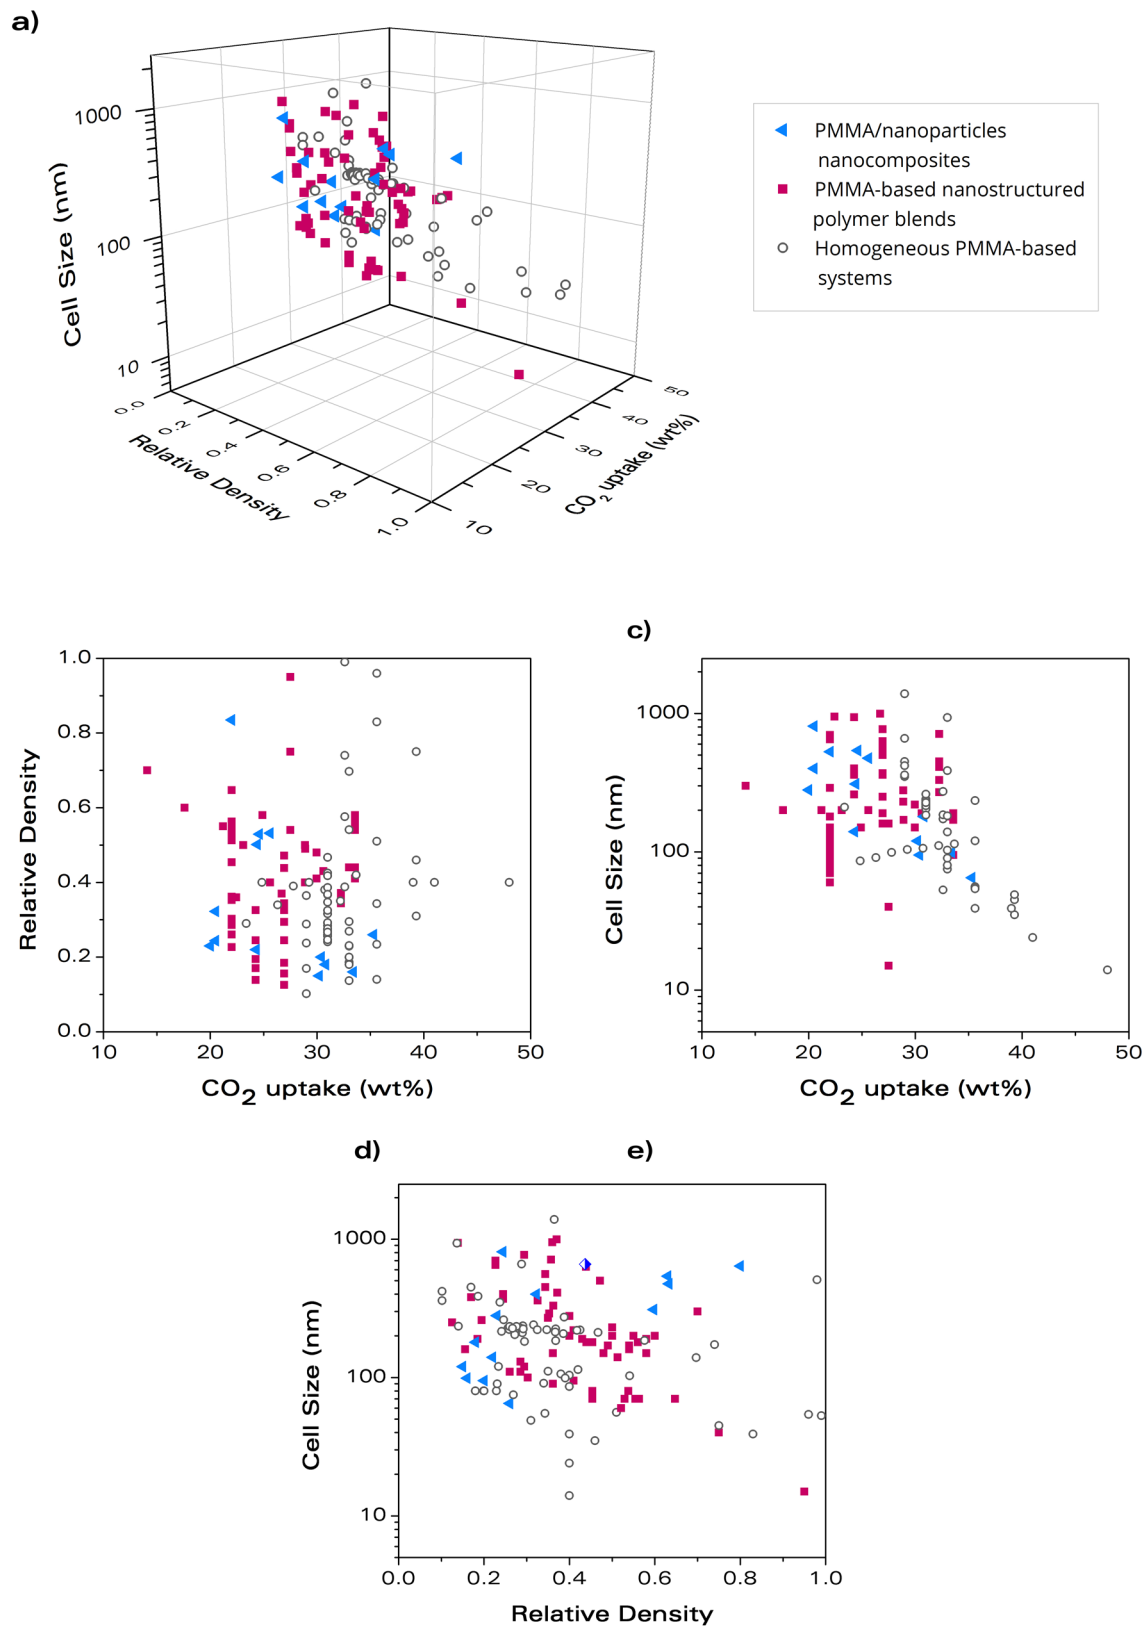 a)
1000
100
10
Cell Size (nm)
0.0
0.2
0.4
0.6
0.8
1.0
Relative Density
10
20
30
40
50
CO2 uptake (wt%)
PMMA/nanoparticles
nanocomposites
PMMA-based nanostructured
polymer blends
Homogeneous PMMA-based
systems
1.0
0.8
0.6
0.4
0.2
0.0
Relative Density
10 20 30 40 50
CO2 uptake (wt%)
c)
1000
100
10
Cell Size (nm)
10 20 30 40 50
CO2 uptake (wt%)
d) e)
1000
100
10
Cell Size (nm)
0.0 0.2 0.4 0.6 0.8 1.0
Relative Density